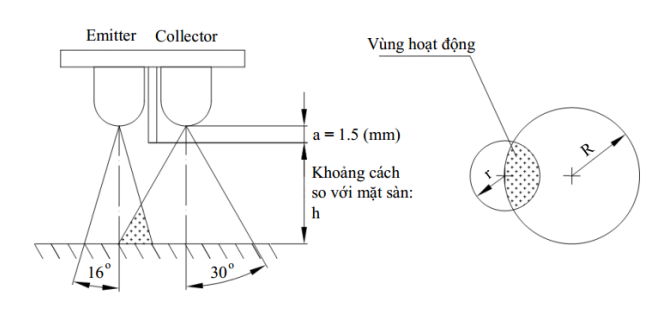 Emitter Collector
Vùng hoạt động
a = 1.5 (mm)
Khoảng cách
so với mặt sàn:
h
r
R
16°
30°